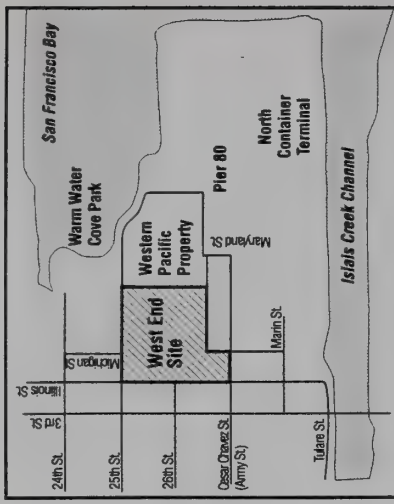 San Francisco Bay
Warm Water
Cove Park
Western
Pacific
Property
Pier 80
North
Container
Terminal
West End
Site
Maryland St.
Marin St.
Islais Creek Channel
Michigan St.
Illinois St.
3rd St.
24th St.
25th St.
26th St.
Cesar Chavez St.
(Army St.)
Tulare St.